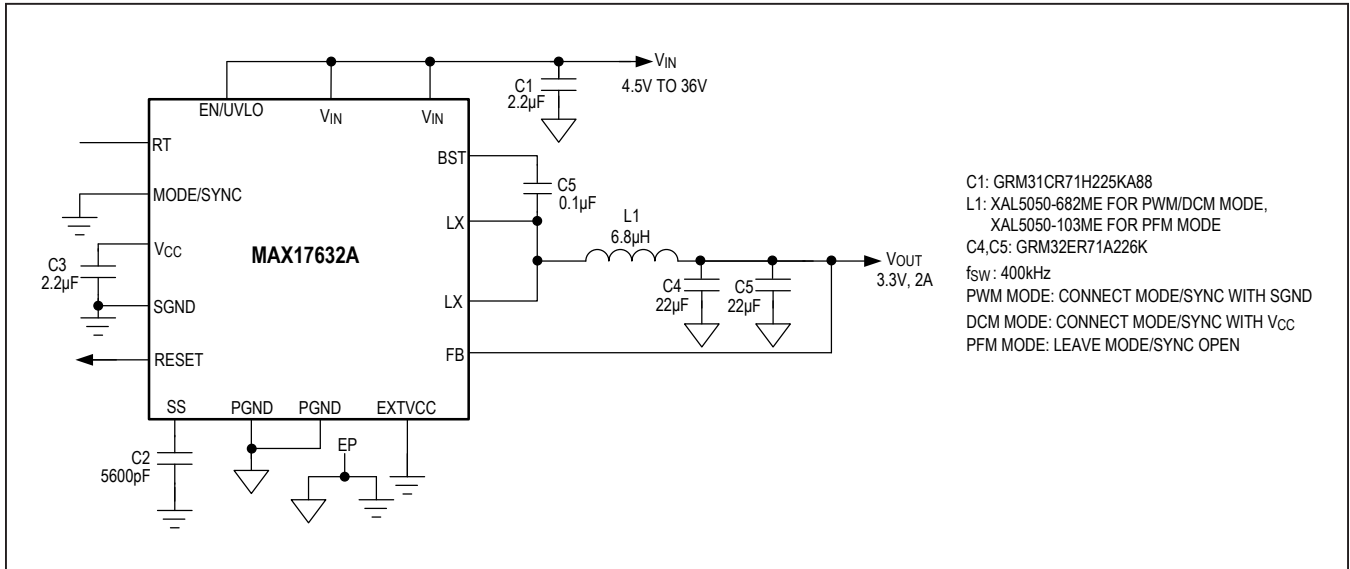 VIN
4.5V TO 36V
C1
2.2µF
EN/UVLO
VIN
VIN
RT
BST
MODE/SYNC
C5
0.1µF
LX
VCC
MAX17632A
L1
6.8µH
C3
2.2µF
VOUT
3.3V, 2A
LX
C4
22µF
C5
22µF
SGND
RESET
FB
SS
PGND
PGND
EXTVCC
C2
5600pF
EP
C1: GRM31CR71H225KA88
L1: XAL5050-682ME FOR PWM/DCM MODE,
XAL5050-103ME FOR PFM MODE
C4,C5: GRM32ER71A226K
fSW : 400kHz
PWM MODE: CONNECT MODE/SYNC WITH SGND
DCM MODE: CONNECT MODE/SYNC WITH VCC
PFM MODE: LEAVE MODE/SYNC OPEN